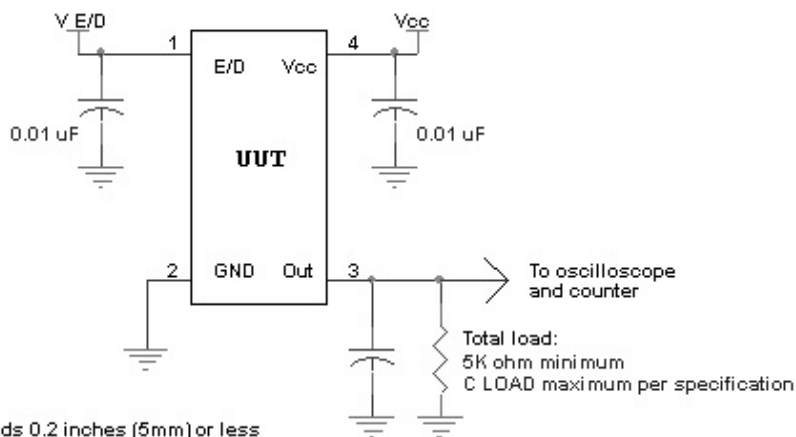 V E/D
Vcc
1
4
E/D
Vcc
0.01 uF
0.01 uF
UUT
2
GND
Out
3
To oscilloscope
and counter
Total load:
5K ohm minimum
C LOAD maximum per specification
0.2 inches (5mm) or less